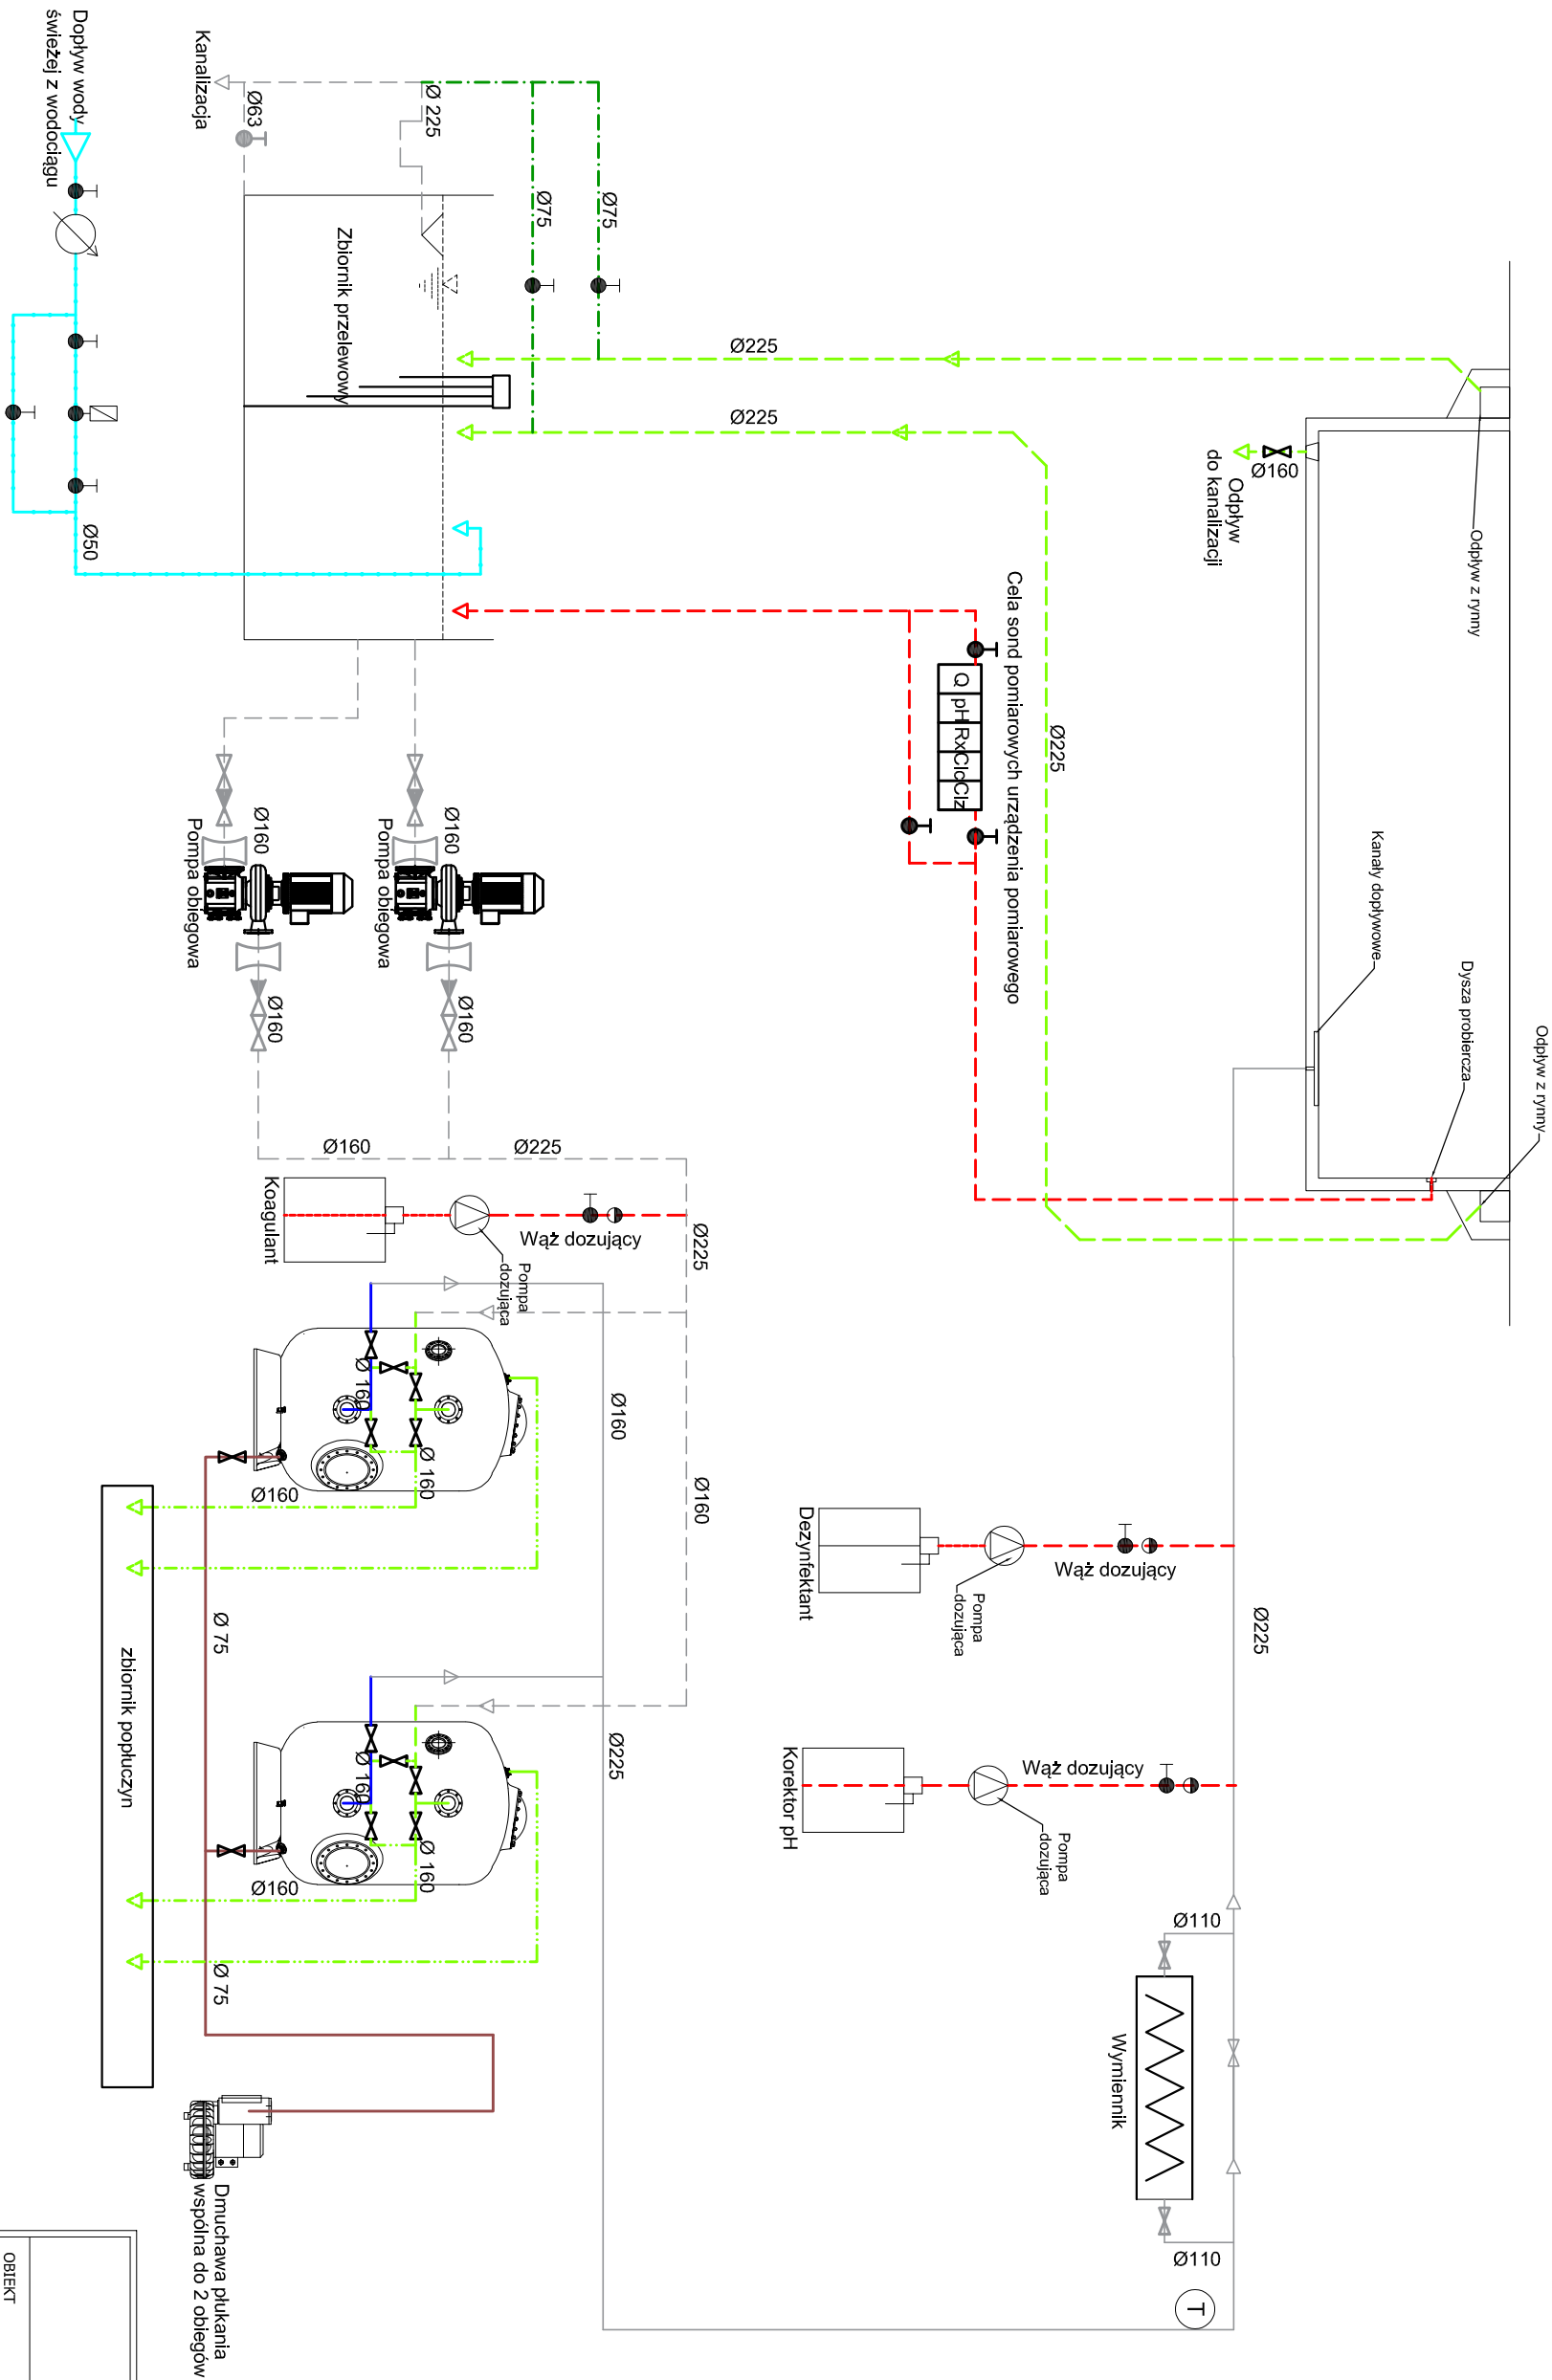 Odpływ z rynny
Dysza probiercza
Kanały dopływowe
Odpływ z rynny
Ø160
Odpływ
do kanalizacji
Ø225
Ø225
Ø225
Ø225
Ø110
Ø110
T
Wymiennik
Wąż dozujący
Pompa
dozująca
Dezynfektant
Wąż dozujący
Pompa
dozująca
Korektor pH
Cela sond pomiarowych urządzenia pomiarowego
Q
pH
Rx
Clc
Clz
Ø75
Ø75
Ø 225
Ø63
Kanalizacja
Dopływ wody
świeżej z wodociągu
Ø50
Zbiornik przelewowy
Ø160
Pompa obiegowa
Ø160
Ø160
Pompa obiegowa
Ø160
Ø225
Ø160
Ø225
Ø160
Wąż dozujący
Pompa
dozująca
Koagulant
Ø160
Ø225
Ø 160
Ø 160
Ø160
Ø 160
Ø 160
Ø160
Ø 75
Ø 75
zbiornik popłuczyn
Dmuchawa płukania
wspólna do 2 obiegów
OBIEKT